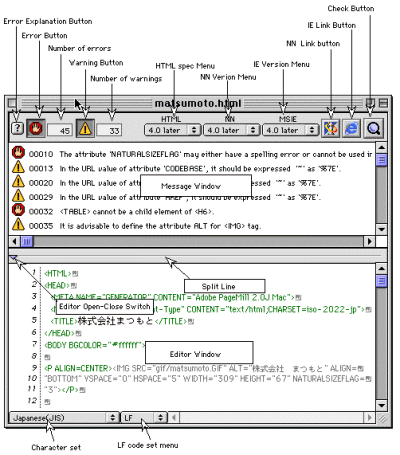 Check Button
Error Explanation Button
IE Link Button
Error Button
NN Link button
Number of errors
Warning Button
HTML spec Menu
IE Version Menu
Number of warnings
NN Verion Menu
matsumoto.html
HTML NN MSIE
? 45 33 4.0 later 4.0 later 4.0 later
00010 The attribute 'NATURALSIZEFLAG' may either have a spelling error or cannot be used ir
00013 In the URL value of attribute 'CODEBASE', it should be expressed '~' as '%7E'.
00020 In the URL value of att expressed '~' as '%7E'.
Message Window
00029 In the URL value of attribute 'HREF', it should be expressed '~' as '%7E'.
00032 <TABLE> cannot be a child element of <H6>.
00035 It is advisable to define the attribute ALT for <IMG> tag.
1 <HTML>
2 <HEAD>
Split Line
3 <META NAME="GENERATOR" CONTENT="Adobe PageMill 2.0J Mac">
Editor Open-Close Switch
4 t-Type" CONTENT="text/html;CHARSET=iso-2022-jp">
5 <TITLE>株式会社まつもと</TITLE>
6 </HEAD>
7 <BODY BGCOLOR="#ffffff">
8
Editor Window
9 <P ALIGN=CENTER><IMG SRC="gif/matsumoto.GIF" ALT="株式会社 まつもと" ALIGN=
10 "BOTTOM" VSPACE="0" HSPACE="5" WIDTH="309" HEIGHT="67" NATURALSIZEFLAG=
11 "3"></P>
12
Japanese(JIS) LF
Character set
LF code set menu